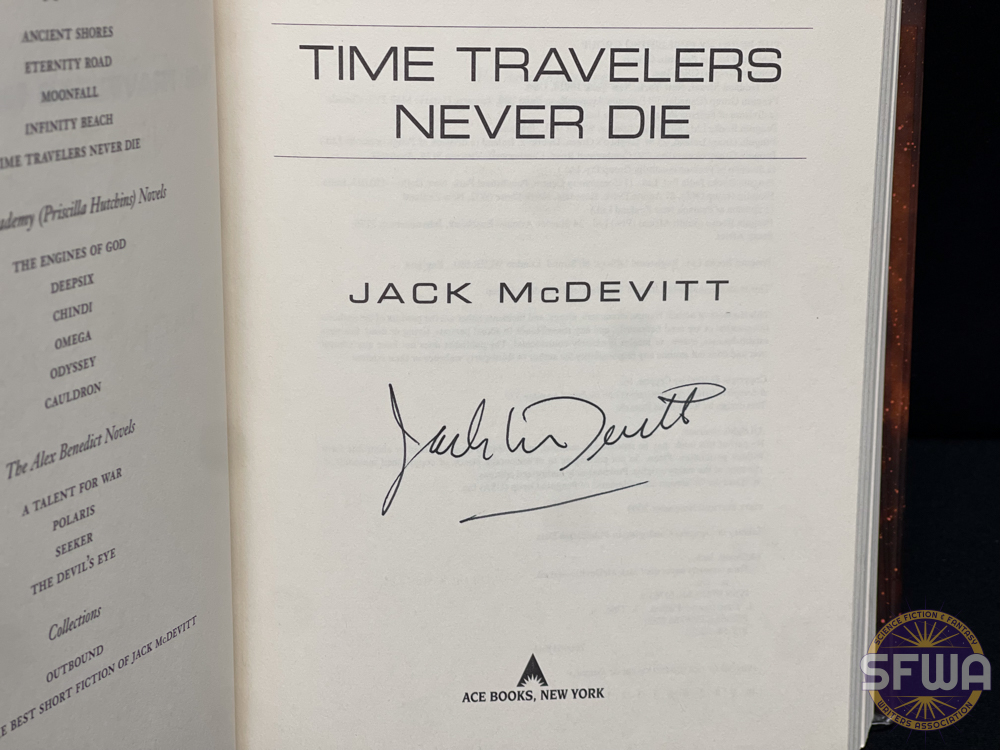 ANCIENT SHORES
ETERNITY ROAD
MOONFALL
INFINITY BEACH
TIME TRAVELERS NEVER DIE
(Priscilla Hutchins) Novels
THE ENGINES OF GOD
DEEPSIX
CHINDI
OMEGA
ODYSSEY
CAULDRON
The Alex Benedict Novels
A TALENT FOR WAR
POLARIS
SEEKER
THE DEVIL'S EYE
Collections
OUTBOUND
BEST SHORT FICTION OF JACK McDEVITT
TIME TRAVELERS
NEVER DIE
JACK McDEVITT
Jack McDevitt
ACE BOOKS, NEW YORK
SCIENCE FICTION & FANTASY
SFWA
WRITERS ASSOCIATION